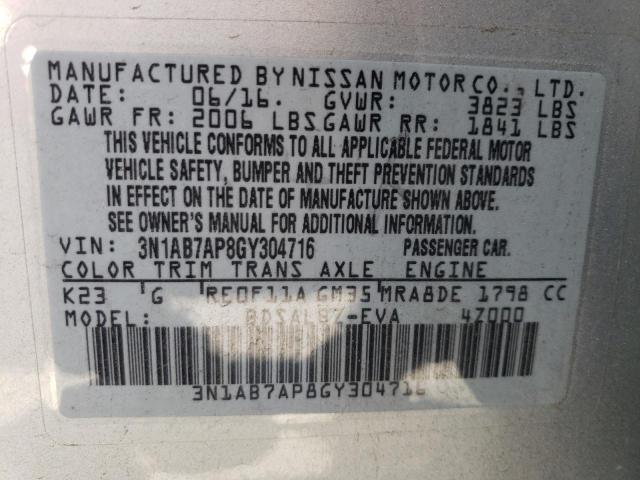 MANUFACTURED BY NISSAN MOTOR CO., LTD.
DATE: 06/16. GVWR: 3823 LBS
GAWR FR: 2006 LBS GAWR RR: 1841 LBS
THIS VEHICLE CONFORMS TO ALL APPLICABLE FEDERAL MOTOR
VEHICLE SAFETY, BUMPER AND THEFT PREVENTION STANDARDS
IN EFFECT ON THE DATE OF MANUFACTURE SHOWN ABOVE.
SEE OWNER'S MANUAL FOR ADDITIONAL INFORMATION.
VIN: 3N1AB7AP8GY304716 PASSENGER CAR.
COLOR TRIM TRANS AXLE ENGINE
K23 G RE0F11A GM35 MRA8DE 1798 CC
MODEL: BDSALB7-EVA 4Z000
3N1AB7AP8GY304716